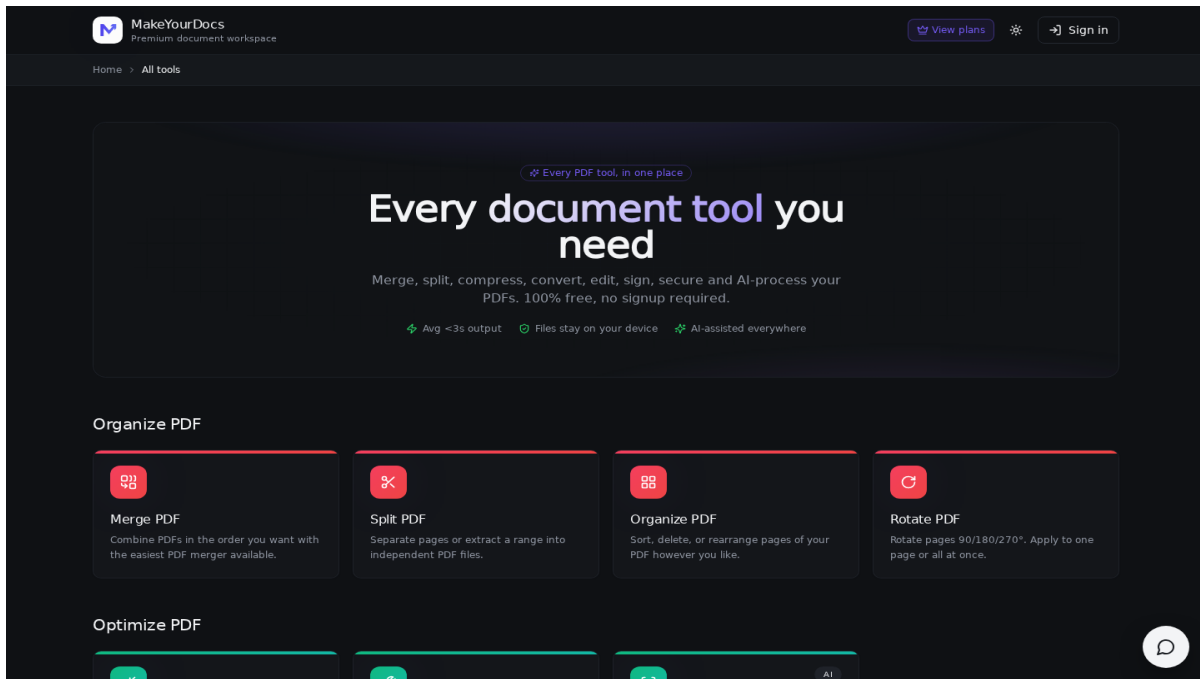 MakeYourDocs
Premium document workspace
View plans
Sign in
Home > All tools
Every PDF tool, in one place
Every document tool you
need
Merge, split, compress, convert, edit, sign, secure and AI-process your
PDFs. 100% free, no signup required.
Avg <3s output
Files stay on your device
AI-assisted everywhere
Organize PDF
Merge PDF
Combine PDFs in the order you want with
the easiest PDF merger available.
Split PDF
Separate pages or extract a range into
independent PDF files.
Organize PDF
Sort, delete, or rearrange pages of your
PDF however you like.
Rotate PDF
Rotate pages 90/180/270°. Apply to one
page or all at once.
Optimize PDF
AI